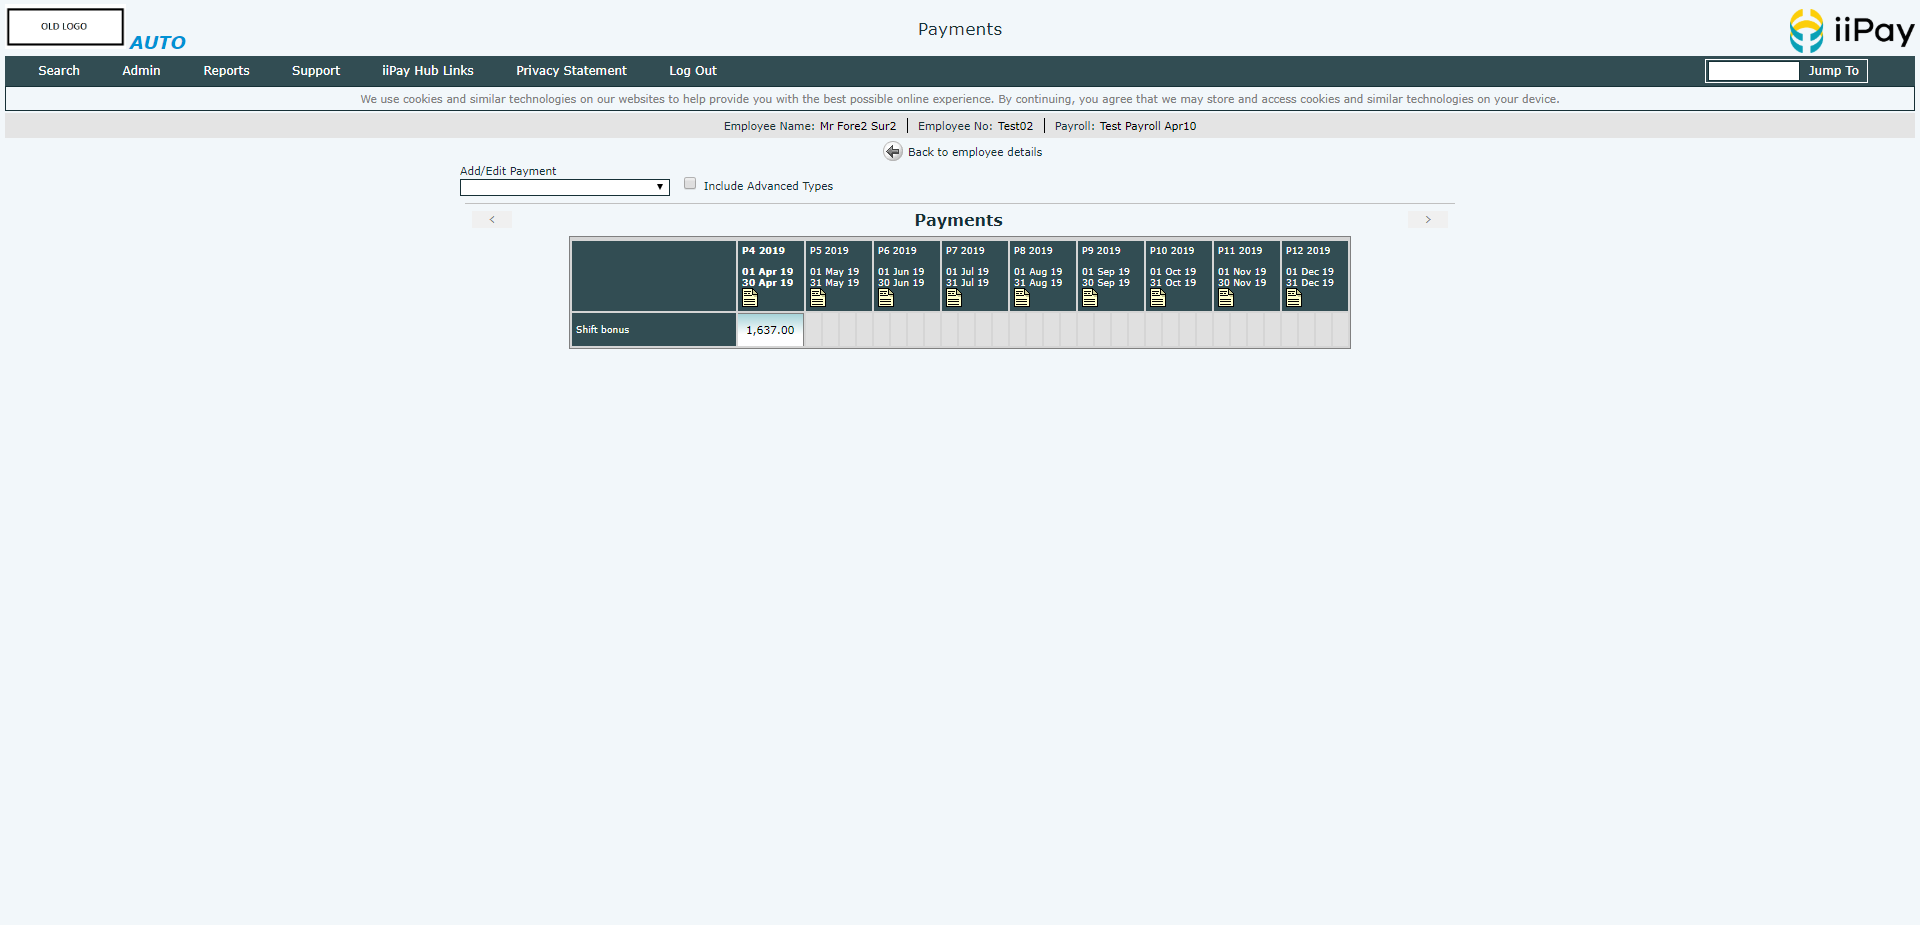 OLD LOGO
AUTO
Payments
iiPay
Search Admin Reports Support iiPay Hub Links Privacy Statement Log Out Jump To
We use cookies and similar technologies on our websites to help provide you with the best possible online experience. By continuing, you agree that we may store and access cookies and similar technologies on your device.
Employee Name: Mr Fore2 Sur2 Employee No: Test02 Payroll: Test Payroll Apr10
Back to employee details
Add/Edit Payment
Include Advanced Types
< Payments >
P4 2019 P5 2019 P6 2019 P7 2019 P8 2019 P9 2019 P10 2019 P11 2019 P12 2019
01 Apr 19 01 May 19 01 Jun 19 01 Jul 19 01 Aug 19 01 Sep 19 01 Oct 19 01 Nov 19 01 Dec 19
30 Apr 19 31 May 19 30 Jun 19 31 Jul 19 31 Aug 19 30 Sep 19 31 Oct 19 30 Nov 19 31 Dec 19
Shift bonus 1,637.00